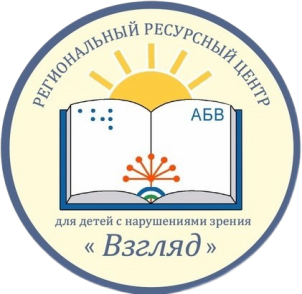 РЕГИОНАЛЬНЫЙ РЕСУРСНЫЙ ЦЕНТР
АБВ
для детей с нарушениями зрения
« Взгляд »